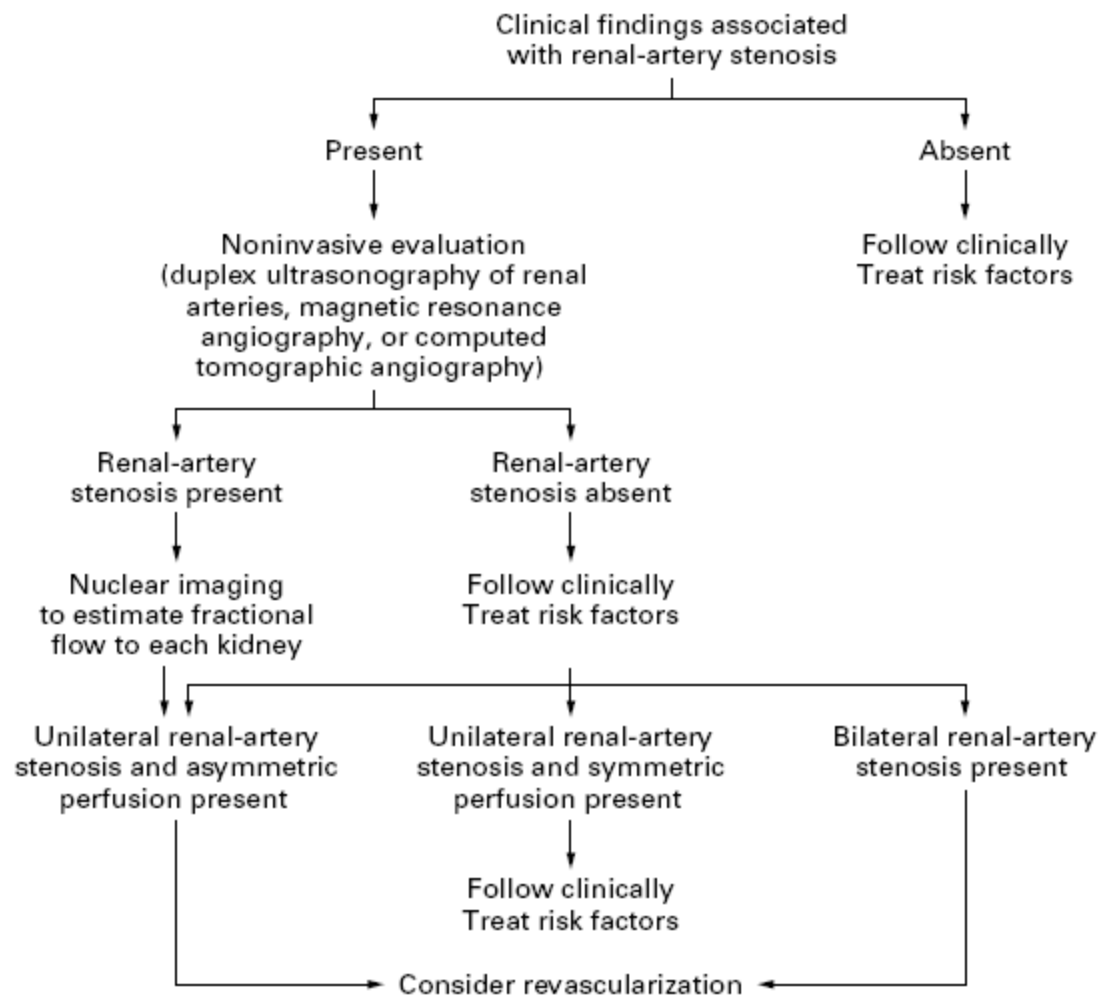 Clinical findings associated
with renal-artery stenosis
Present
Absent
Noninvasive evaluation
(duplex ultrasonography of renal
arteries, magnetic resonance
angiography, or computed
tomographic angiography)
Follow clinically
Treat risk factors
Renal-artery
stenosis present
Renal-artery
stenosis absent
Nuclear imaging
to estimate fractional
flow to each kidney
Follow clinically
Treat risk factors
Unilateral renal-artery
stenosis and asymmetric
perfusion present
Unilateral renal-artery
stenosis and symmetric
perfusion present
Bilateral renal-artery
stenosis present
Follow clinically
Treat risk factors
Consider revascularization